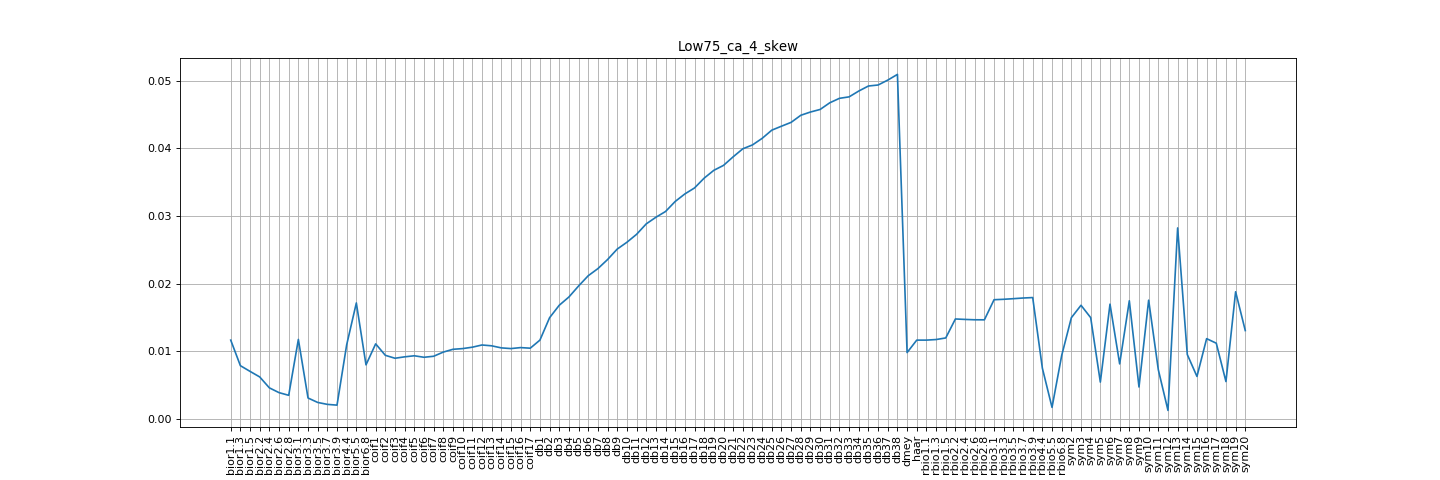 Low75_ca_4_skew
0.05
0.04
0.03
0.02
0.01
0.00
bior1.1
bior1.3
bior1.5
bior2.2
bior2.4
bior2.6
bior2.8
bior3.1
bior3.3
bior3.5
bior3.7
bior3.9
bior4.4
bior5.5
bior6.8
coif1
coif2
coif3
coif4
coif5
coif6
coif7
coif8
coif9
coif10
coif11
coif12
coif13
coif14
coif15
coif16
coif17
db1
db2
db3
db4
db5
db6
db7
db8
db9
db10
db11
db12
db13
db14
db15
db16
db17
db18
db19
db20
db21
db22
db23
db24
db25
db26
db27
db28
db29
db30
db31
db32
db33
db34
db35
db36
db37
db38
dmey
haar
rbio1.1
rbio1.3
rbio1.5
rbio2.2
rbio2.4
rbio2.6
rbio2.8
rbio3.1
rbio3.3
rbio3.5
rbio3.7
rbio3.9
rbio4.4
rbio5.5
rbio6.8
sym2
sym3
sym4
sym5
sym6
sym7
sym8
sym9
sym10
sym11
sym12
sym13
sym14
sym15
sym16
sym17
sym18
sym19
sym20